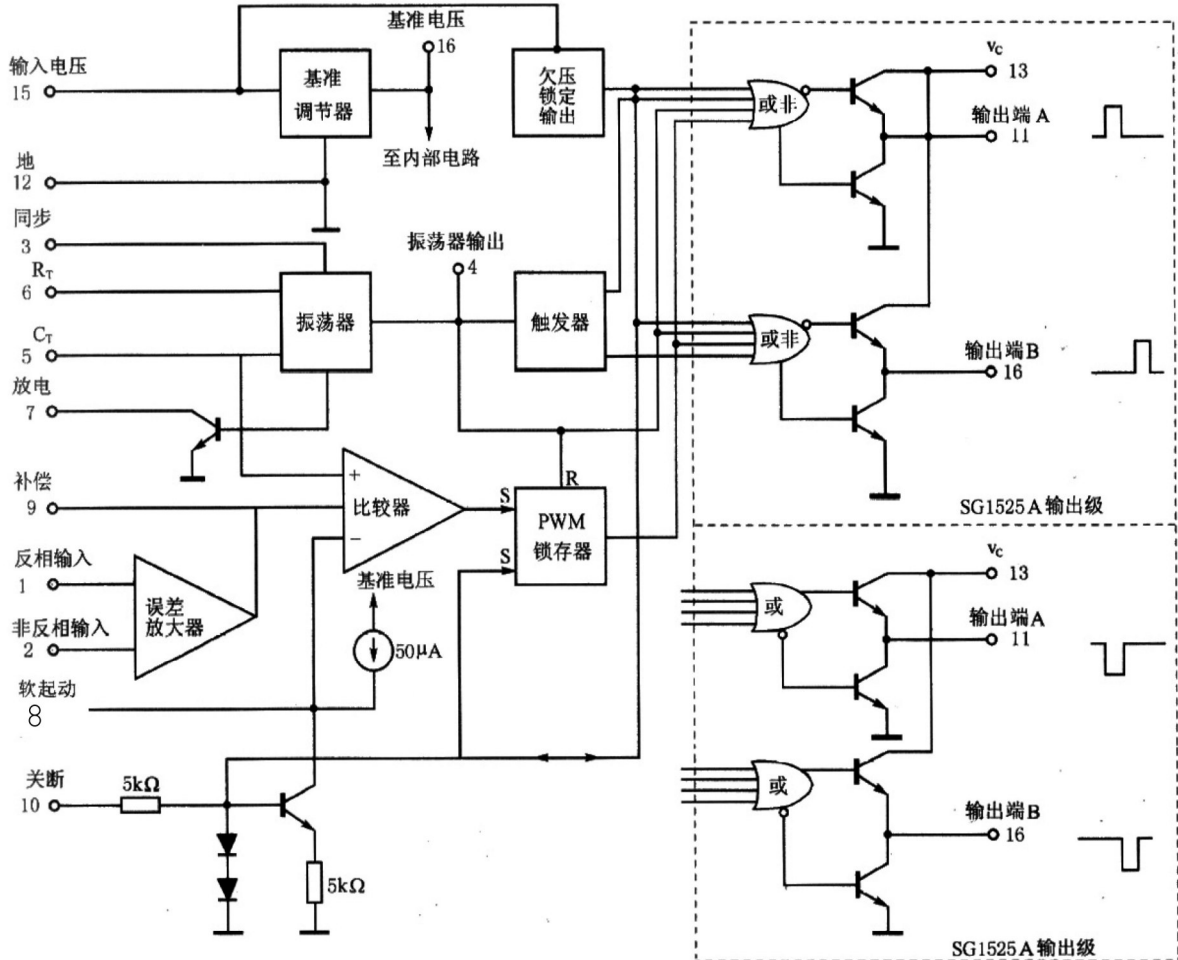 基准电压
16
输入电压
15
基准
调节器
欠压
锁定
输出
至内部电路
地
12
同步
3
R_T
6
C_T
5
放电
7
振荡器
振荡器输出
4
触发器
补偿
9
反相输入
1
非反相输入
2
误差
放大器
+
比较器
−
S
R
S
PWM
锁存器
基准电压
50μA
软起动
8
关断
10
5kΩ
5kΩ
或非
v_C
13
输出端A
11
或非
输出端B
16
SG1525A输出级
或
v_C
13
输出端A
11
或
输出端B
16
SG1525A输出级